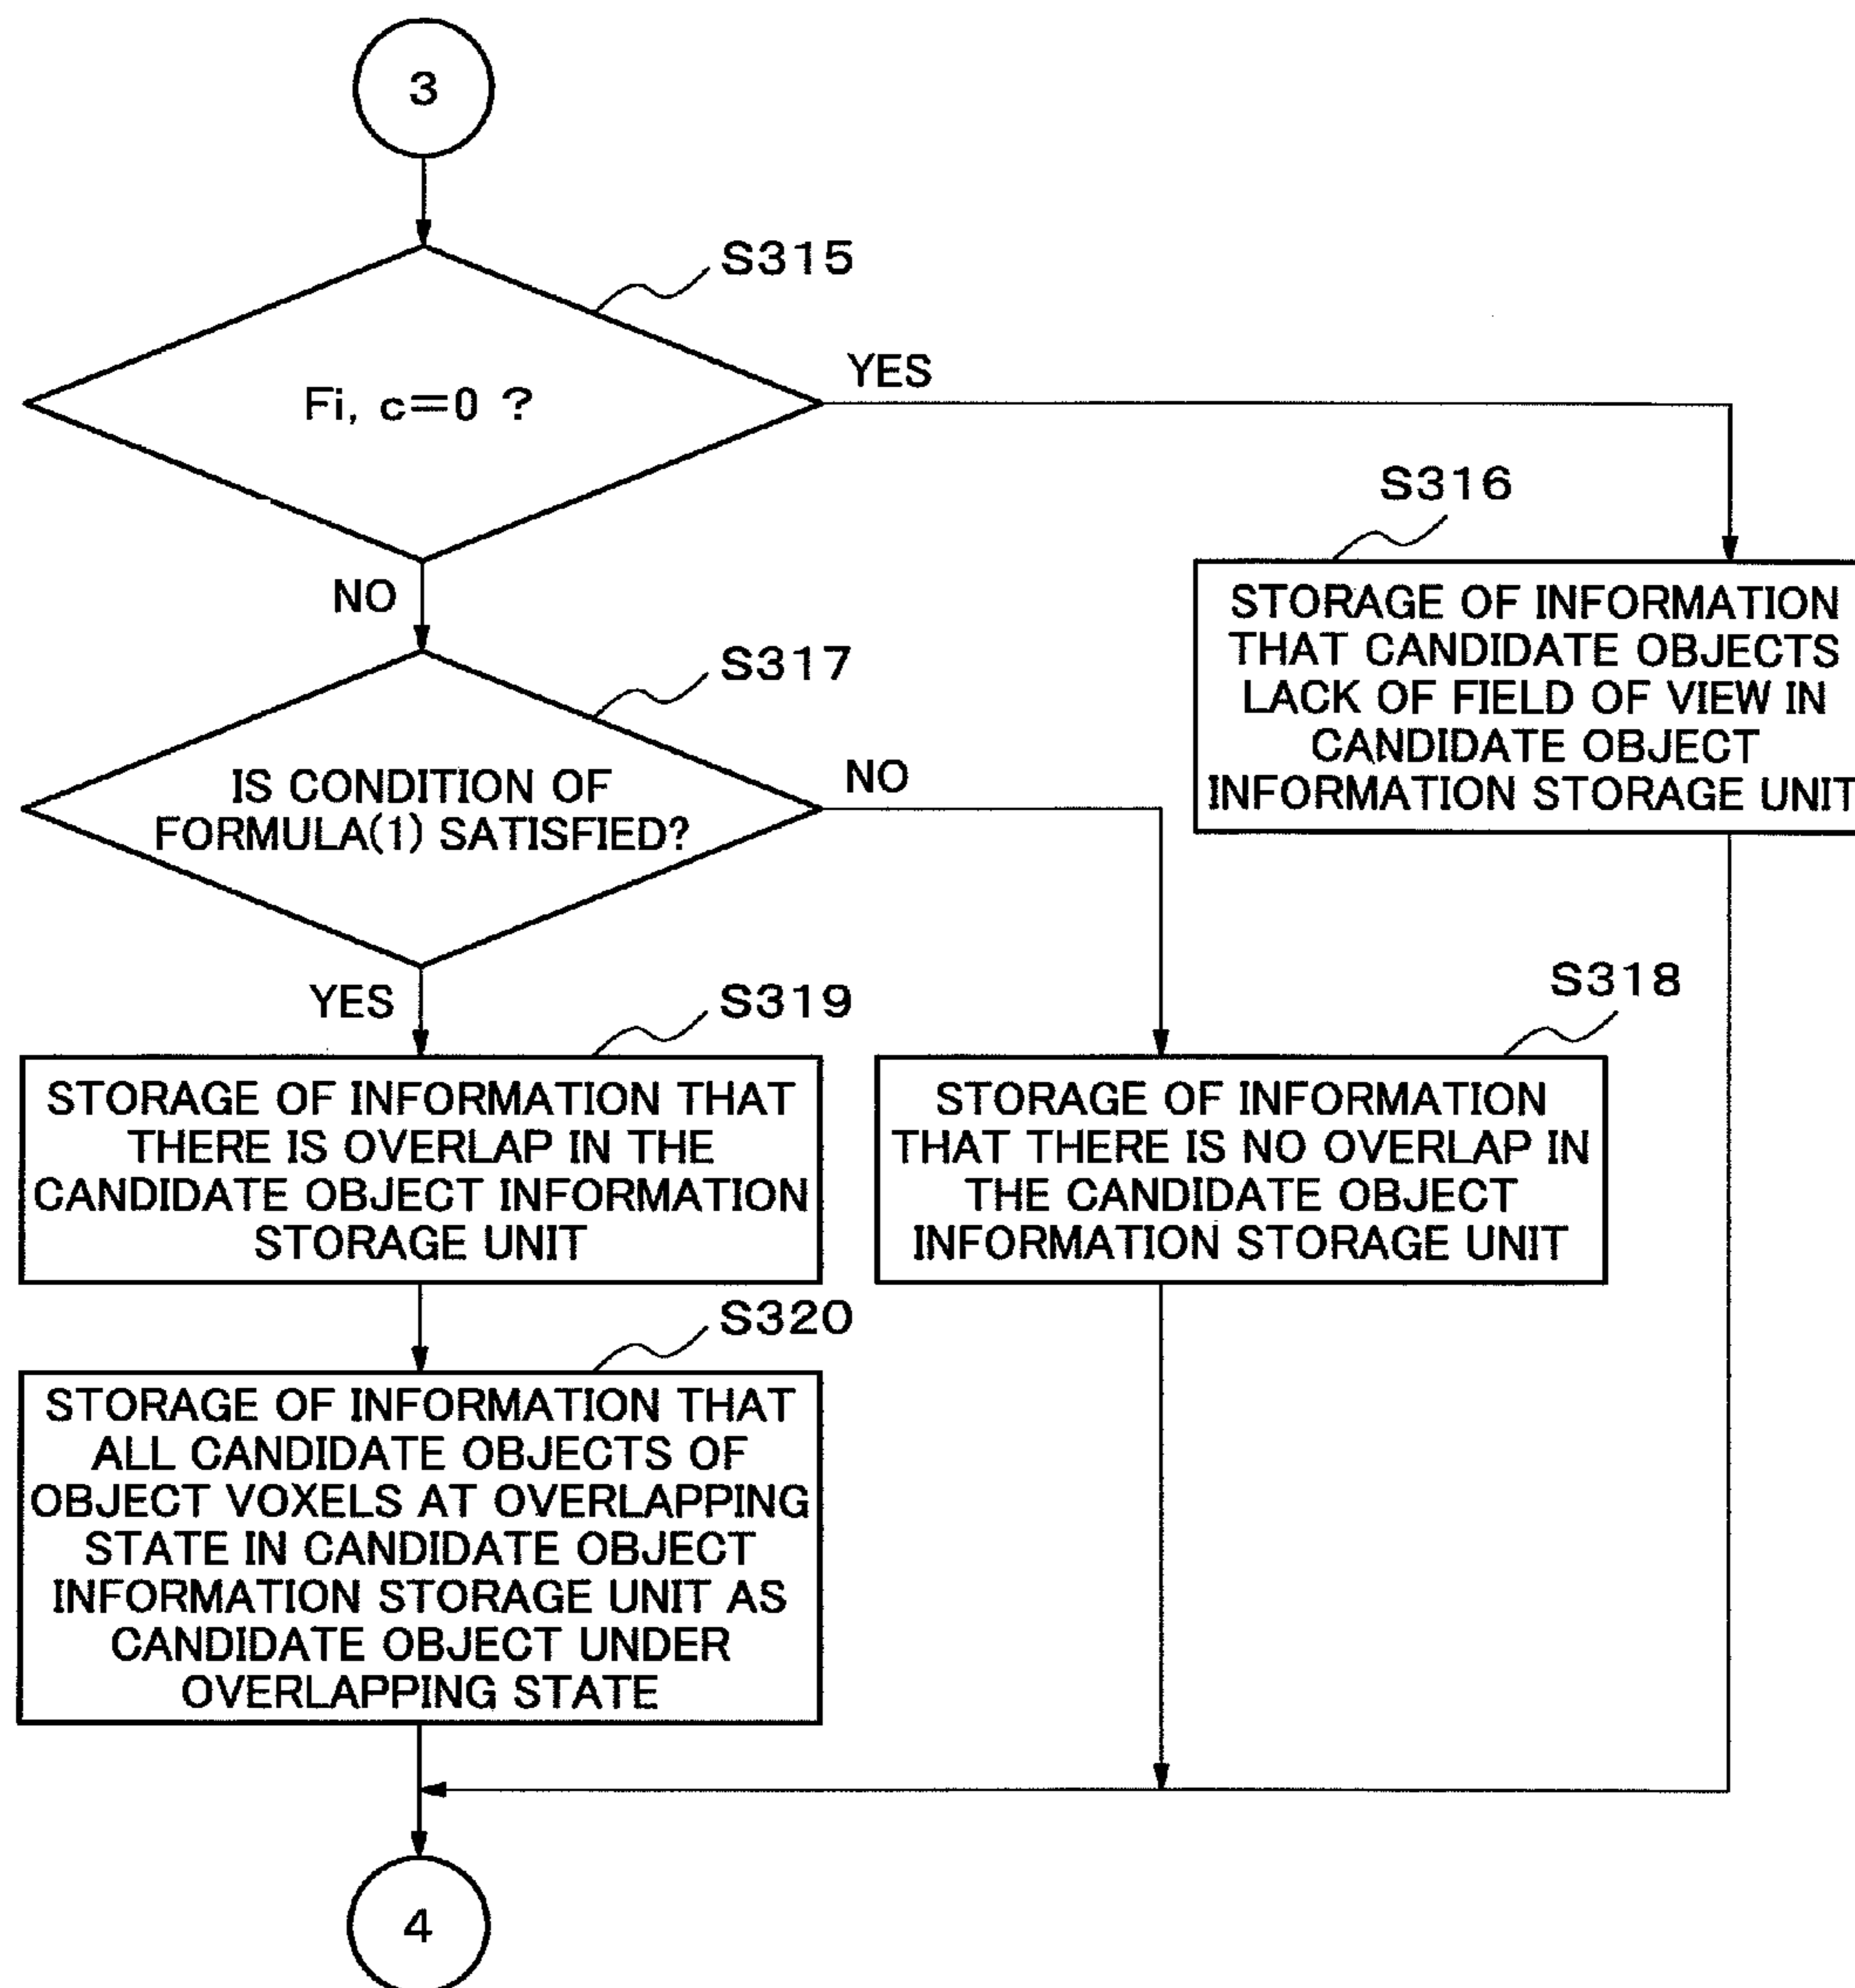 3
S315
Fi, c=0 ?
YES
S316
STORAGE OF INFORMATION
THAT CANDIDATE OBJECTS
LACK OF FIELD OF VIEW IN
CANDIDATE OBJECT
INFORMATION STORAGE UNIT
NO
S317
IS CONDITION OF
FORMULA(1) SATISFIED?
NO
YES
S319
STORAGE OF INFORMATION THAT
THERE IS OVERLAP IN THE
CANDIDATE OBJECT INFORMATION
STORAGE UNIT
S318
STORAGE OF INFORMATION
THAT THERE IS NO OVERLAP IN
THE CANDIDATE OBJECT
INFORMATION STORAGE UNIT
S320
STORAGE OF INFORMATION THAT
ALL CANDIDATE OBJECTS OF
OBJECT VOXELS AT OVERLAPPING
STATE IN CANDIDATE OBJECT
INFORMATION STORAGE UNIT AS
CANDIDATE OBJECT UNDER
OVERLAPPING STATE
4